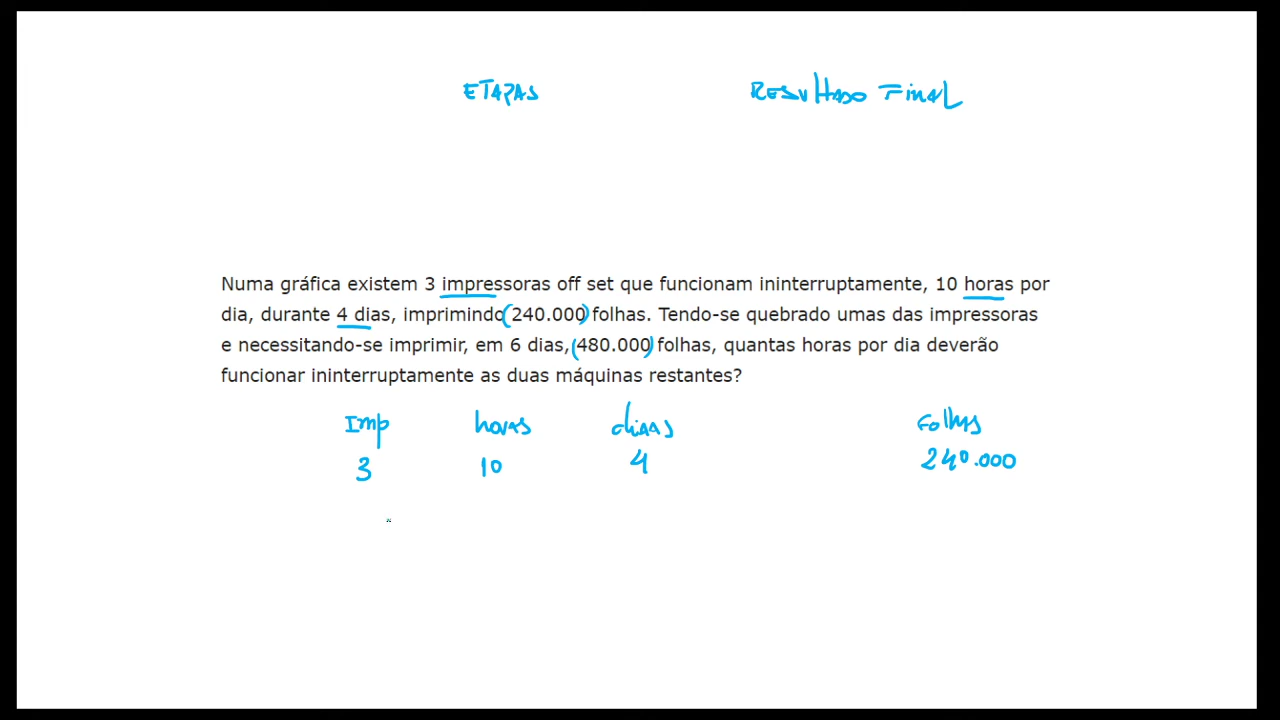 ETAPAS RESULTADO FINAL
Numa gráfica existem 3 impressoras off set que funcionam ininterruptamente, 10 horas por
dia, durante 4 dias, imprimindo (240.000) folhas. Tendo-se quebrado umas das impressoras
e necessitando-se imprimir, em 6 dias, (480.000) folhas, quantas horas por dia deverão
funcionar ininterruptamente as duas máquinas restantes?
Imp horas dias Folhas
3 10 4 240.000